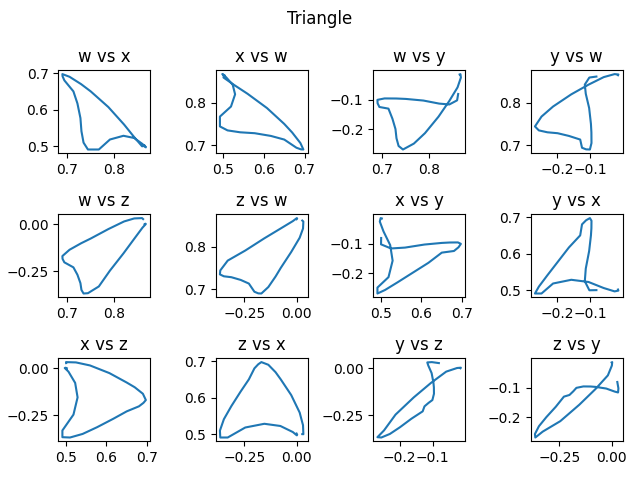 Triangle
w vs x x vs w w vs y y vs w
0.7 0.6 0.5 0.7 0.8
0.8 0.7 0.5 0.6 0.7
−0.1 −0.2 0.7 0.8
0.8 0.7 −0.2 −0.1
w vs z z vs w x vs y y vs x
0.00 −0.25 0.7 0.8
0.8 0.7 −0.25 0.00
−0.1 −0.2 0.5 0.6 0.7
0.7 0.6 0.5 −0.2 −0.1
x vs z z vs x y vs z z vs y
0.00 −0.25 0.5 0.6 0.7
0.7 0.6 0.5 −0.25 0.00
0.00 −0.25 −0.2 −0.1
−0.1 −0.2 −0.25 0.00